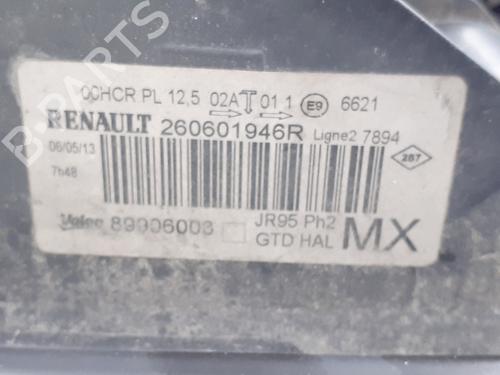 00HCR PL 12,5 02A 01 1 E9 6621
RENAULT 260601946R Ligne2 7894
06/05/13
7h48
287
Valeo 89906003 JR95 Ph2
GTD HAL MX
B-PARTS